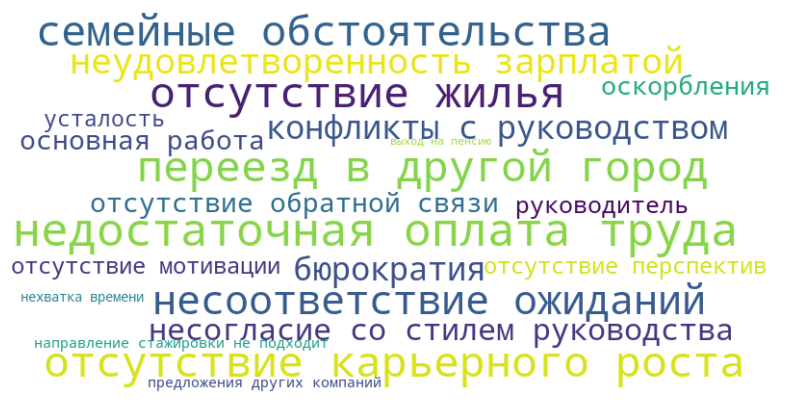 семейные обстоятельства
неудовлетворенность зарплатой
отсутствие жилья
оскорбления
усталость
конфликты с руководством
основная работа
выход на пенсию
переезд в другой город
отсутствие обратной связи
руководитель
недостаточная оплата труда
отсутствие мотивации
бюрократия
отсутствие перспектив
нехватка времени
несоответствие ожиданий
несогласие со стилем руководства
направление стажировки не подходит
отсутствие карьерного роста
предложения других компаний